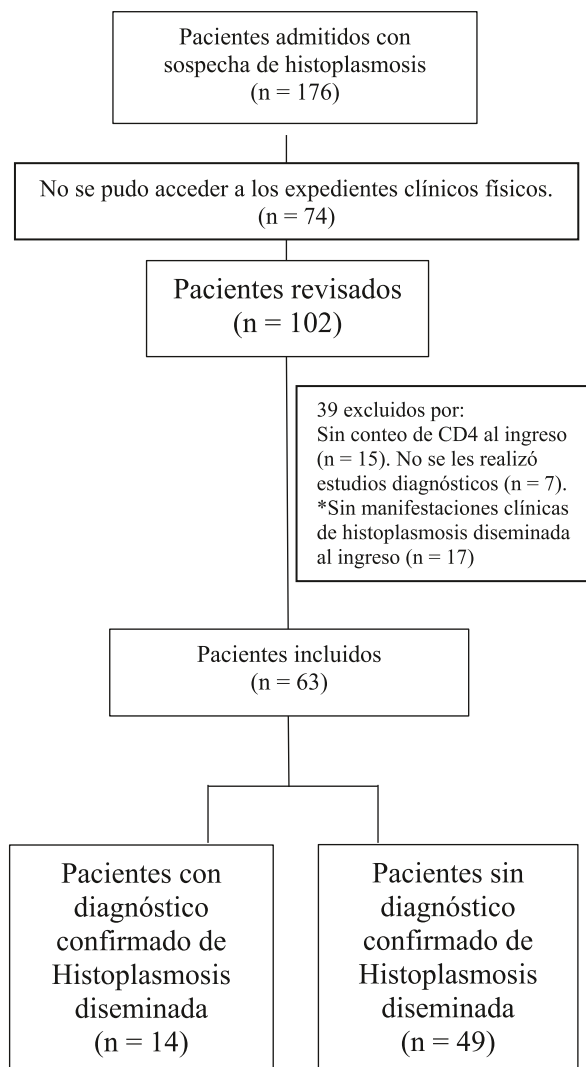 Pacientes admitidos con
sospecha de histoplasmosis
(n = 176)
No se pudo acceder a los expedientes clínicos físicos.
(n = 74)
Pacientes revisados
(n = 102)
39 excluidos por:
Sin conteo de CD4 al ingreso
(n = 15). No se les realizó
estudios diagnósticos (n = 7).
*Sin manifestaciones clínicas
de histoplasmosis diseminada
al ingreso (n = 17)
Pacientes incluidos
(n = 63)
Pacientes con
diagnóstico
confirmado de
Histoplasmosis
diseminada
(n = 14)
Pacientes sin
diagnóstico
confirmado de
Histoplasmosis
diseminada
(n = 49)